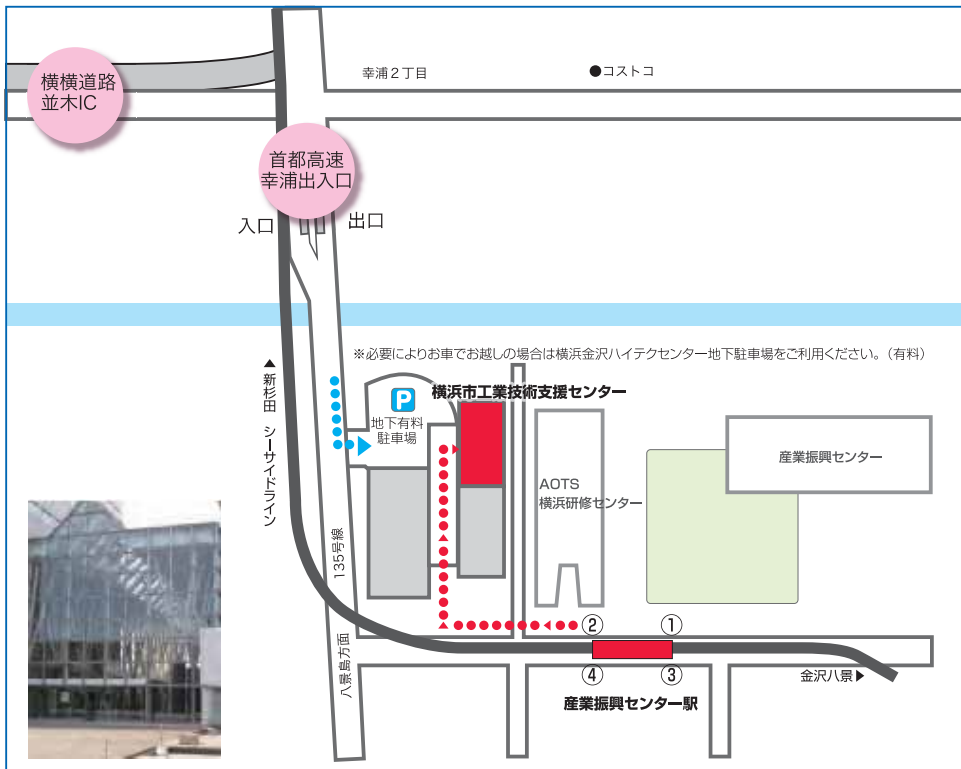 横横道路
並木IC
幸浦2丁目
●コストコ
首都高速
幸浦出入口
入口
出口
※必要によりお車でお越しの場合は横浜金沢ハイテクセンター地下駐車場をご利用ください。(有料)
▲新杉田 シーサイドライン
P
地下有料
駐車場
横浜市工業技術支援センター
AOTS
横浜研修センター
産業振興センター
135号線
八景島方面
②
①
④
③
産業振興センター駅
金沢八景▶